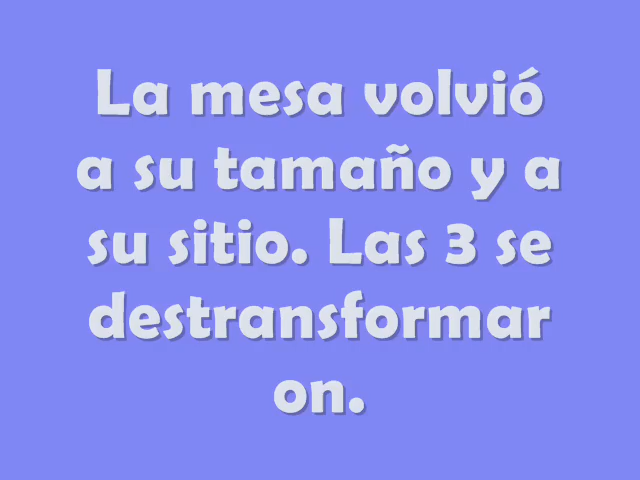 La mesa volvió
a su tamaño y a
su sitio. Las 3 se
destransformar
on.